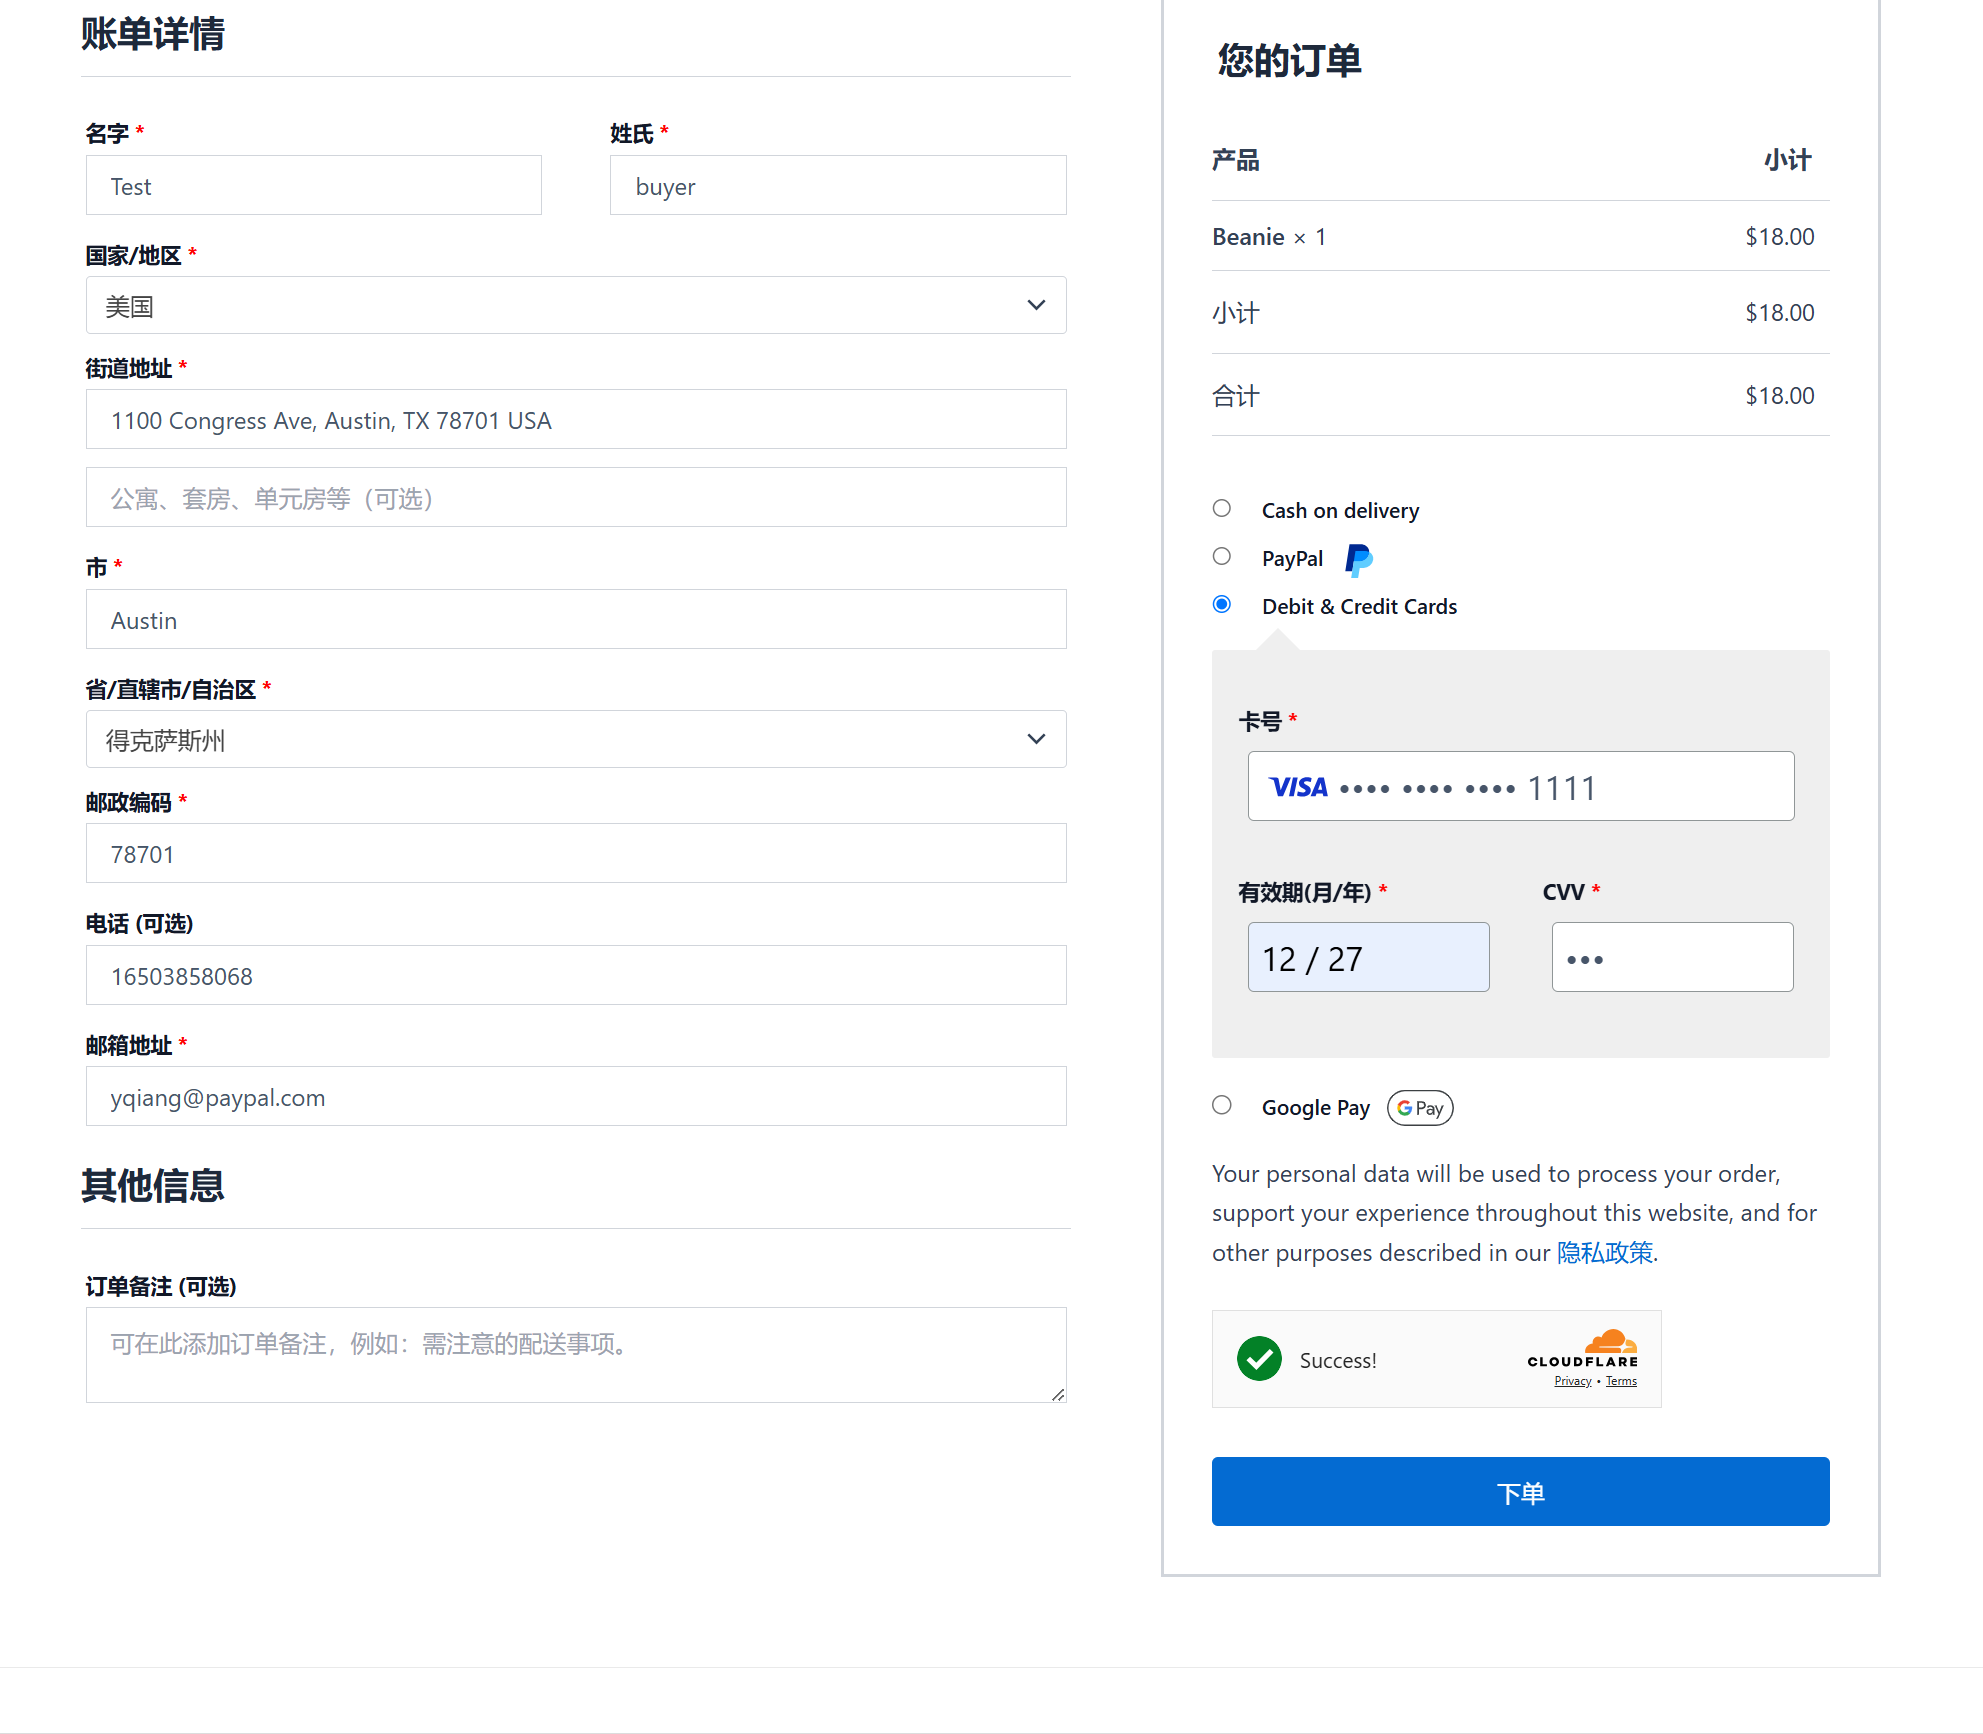 账单详情
名字 *
姓氏 *
Test
buyer
国家/地区 *
美国
街道地址 *
1100 Congress Ave, Austin, TX 78701 USA
公寓、套房、单元房等（可选）
市 *
Austin
省/直辖市/自治区 *
得克萨斯州
邮政编码 *
78701
电话 (可选)
16503858068
邮箱地址 *
yqiang@paypal.com
其他信息
订单备注 (可选)
可在此添加订单备注，例如：需注意的配送事项。
您的订单
产品 小计
Beanie × 1 $18.00
小计 $18.00
合计 $18.00
Cash on delivery
PayPal
Debit & Credit Cards
卡号 *
VISA •••• •••• •••• 1111
有效期(月/年) *
CVV *
12 / 27
•••
Google Pay G Pay
Your personal data will be used to process your order,
support your experience throughout this website, and for
other purposes described in our 隐私政策.
Success!
CLOUDFLARE
Privacy • Terms
下单